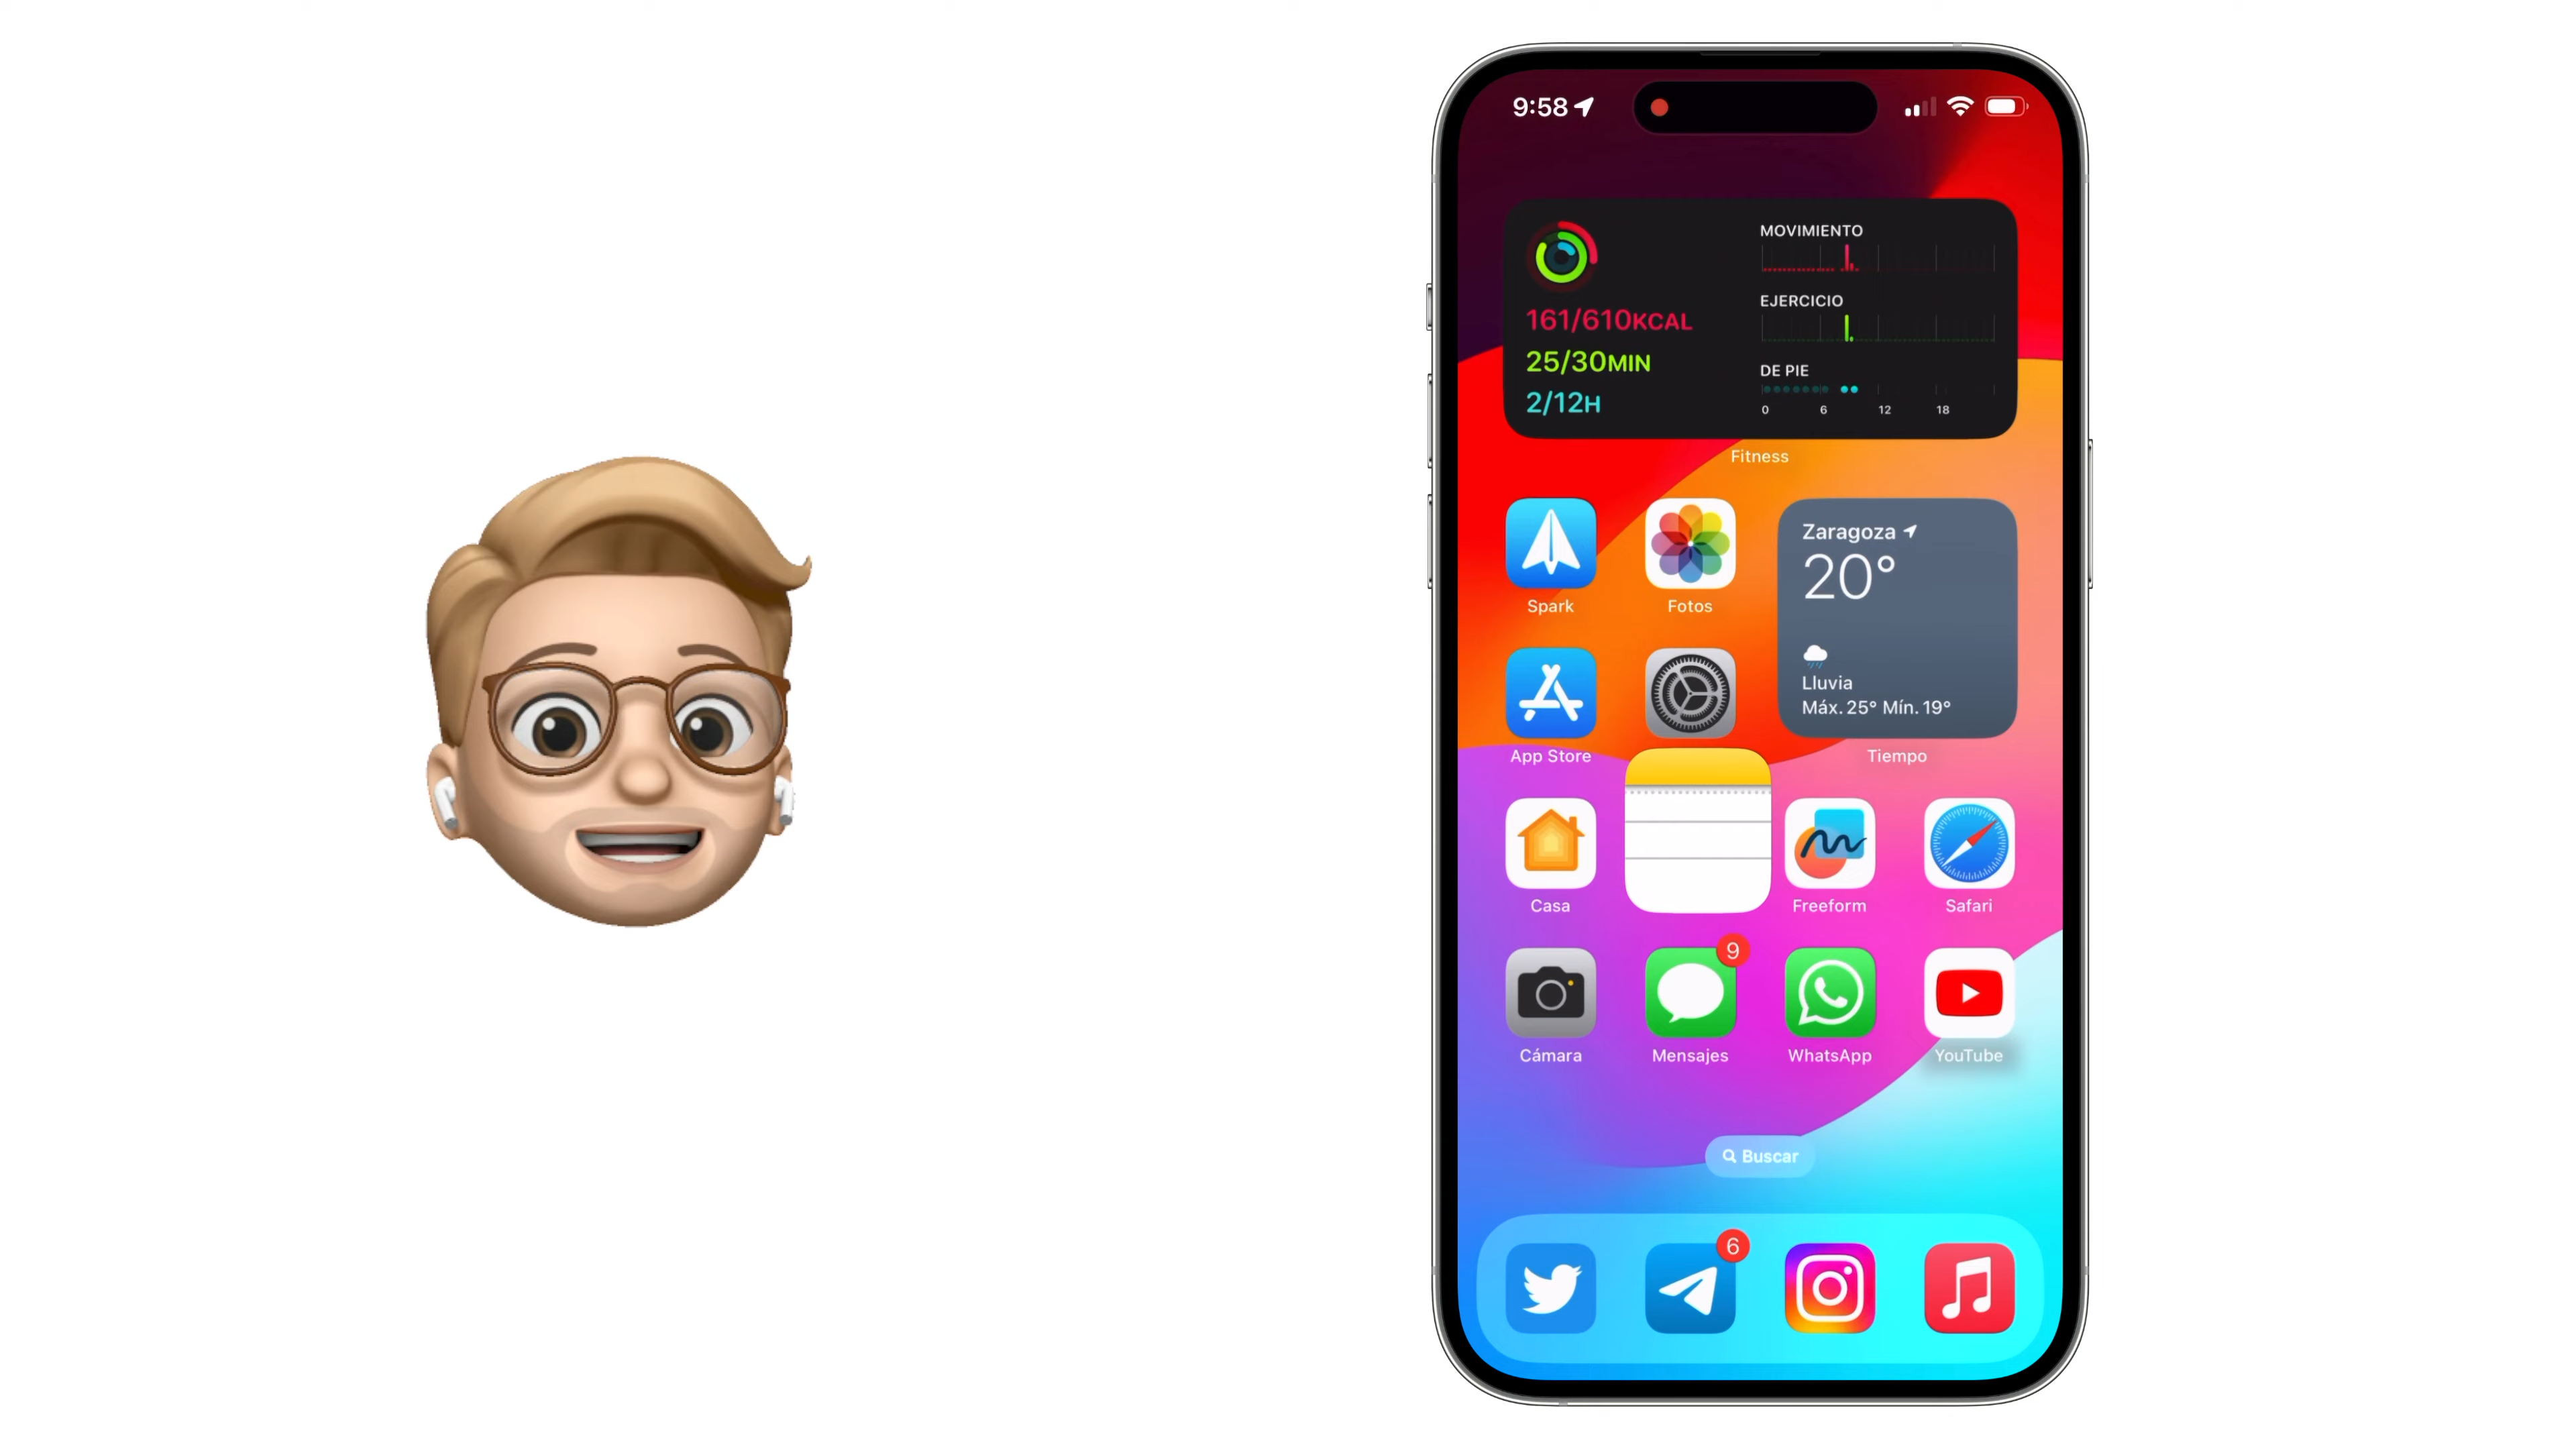 9:58
MOVIMIENTO
EJERCICIO
161/610KCAL
25/30MIN
DE PIE
2/12H
0 6 12 18
Fitness
Zaragoza
20°
Spark
Fotos
Lluvia
Máx. 25° Mín. 19°
App Store
Tiempo
Casa
Freeform
Safari
9
Cámara
Mensajes
WhatsApp
YouTube
Buscar
6